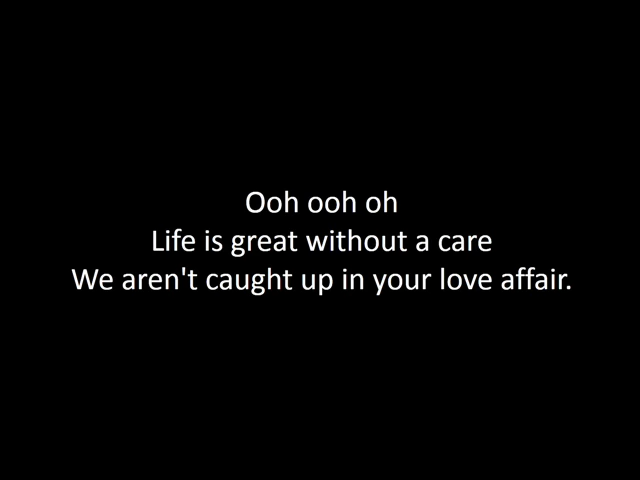 Ooh ooh oh
Life is great without a care
We aren't caught up in your love affair.